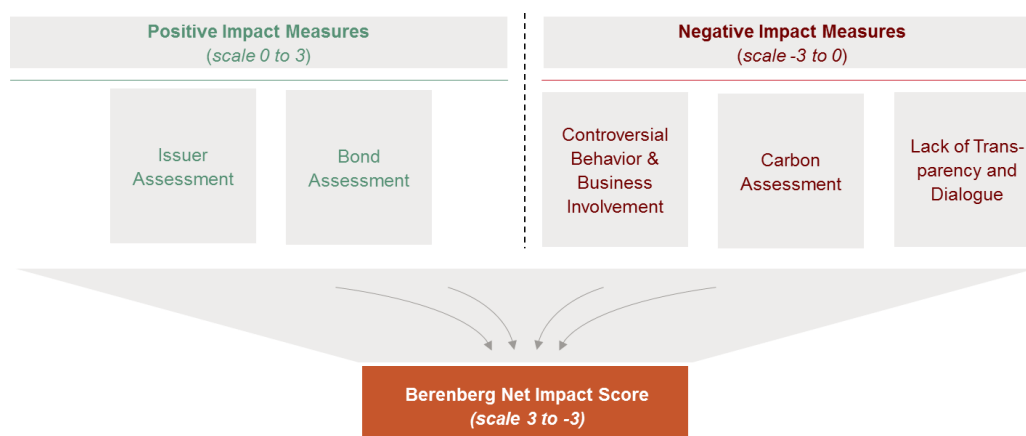 Positive Impact Measures
(scale 0 to 3)
Negative Impact Measures
(scale -3 to 0)
Issuer
Assessment
Bond
Assessment
Controversial
Behavior &
Business
Involvement
Carbon
Assessment
Lack of Trans-
parency and
Dialogue
Berenberg Net Impact Score
(scale 3 to -3)